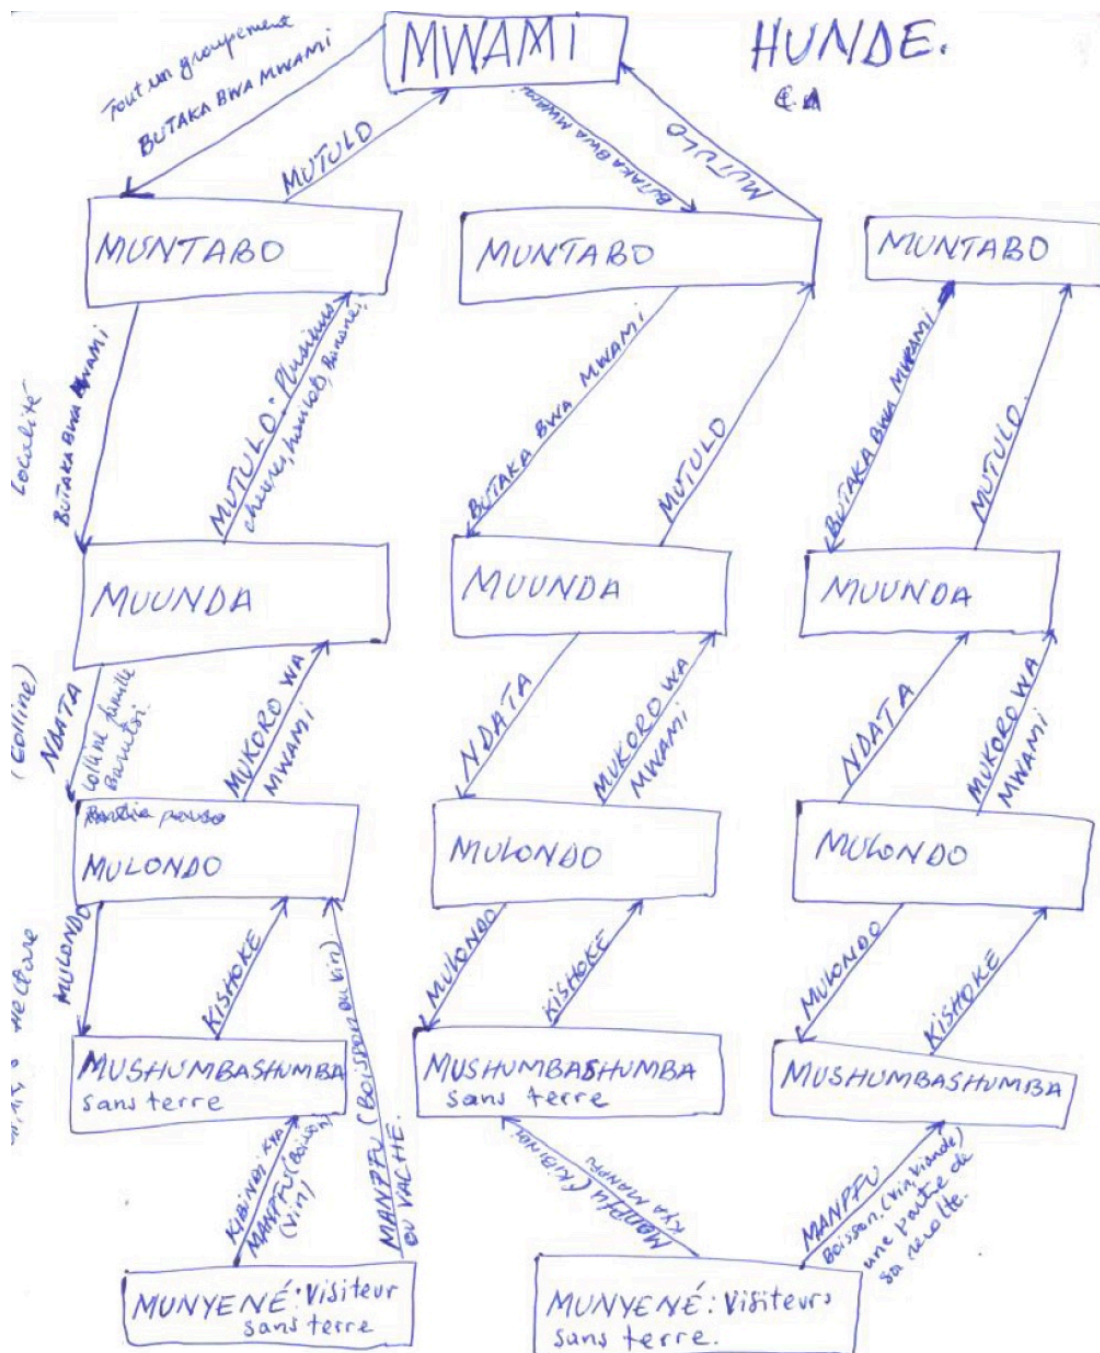 MWAMI
HUNDE.
Tout un groupement
BUTAKA BWA MWAMI
MUTULO
BUTAKA BWA MWAMI
MUTULO
MUNTABO
MUNTABO
MUNTABO
Localité
BUTAKA BWA MWAMI
MUTULO: Plusieurs
chèvres, haricots, Bananes,
BUTAKA BWA MWAMI
MUTULO
BUTAKA BWA MWAMI
MUTULO.
MUUNDA
MUUNDA
MUUNDA
(Colline)
NDATA
Colline famille
Barutsi.
MUKORO WA
MWAMI
NDATA
MUKORO WA
MWAMI
NDATA
MUKORO WA
MWAMI
MULONDO
MULONDO
MULONDO
Hectare
MULONDO
KISHOKE
MULONDO
KISHOKE
MULONDO
KISHOKE
MUSHUMBASHUMBA
sans terre
MUSHUMBASHUMBA
sans terre
MUSHUMBASHUMBA
KIBINDI KYA
MANPFU (Boisson)
(Vin)
MANPFU (Boisson ou vin).
OU VACHE.
MANPFU (KIBINDI
KYA MANPFU
MANPFU
Boisson. (Vin, Viande)
une partie de
sa récolte.
MUNYENÉ: Visiteur
sans terre
MUNYENÉ: Visiteurs
sans terre.